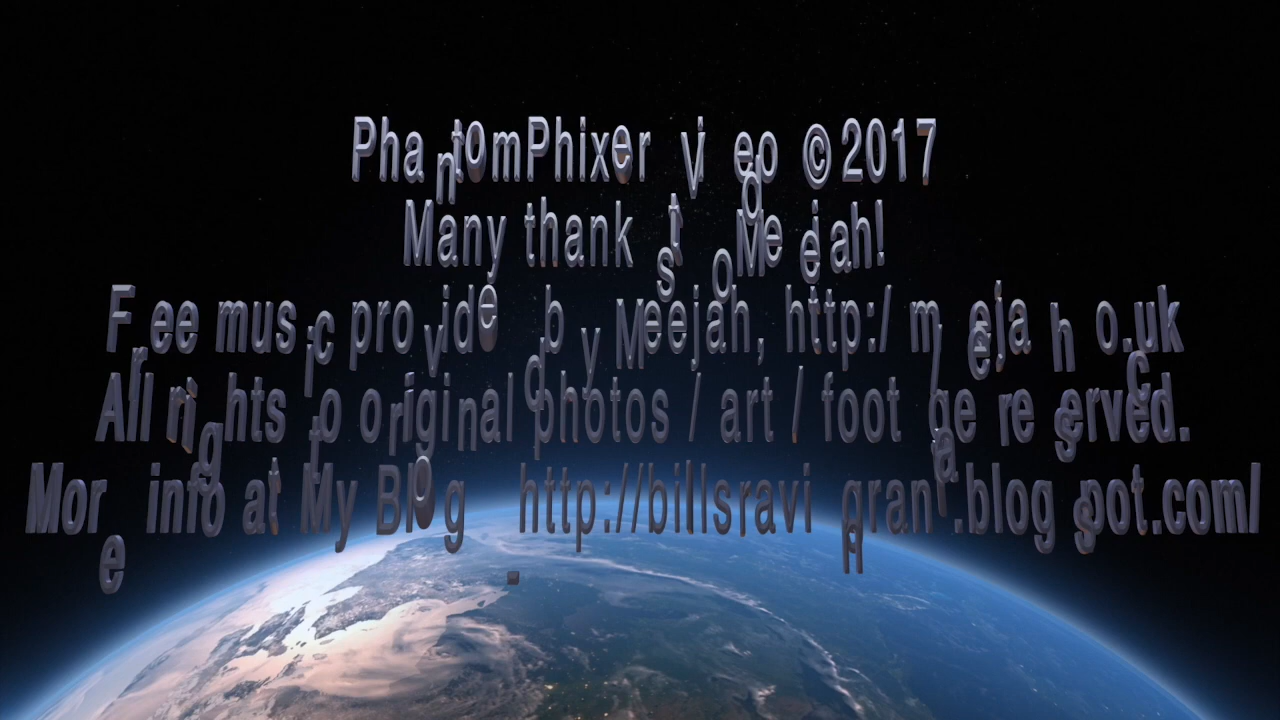 PhantomPhixer video ©2017
Many thanks to Meejah!
Free music provided by Meejah, http://meejah.co.uk
All rights to original photos / art / footage reserved.
More info at My Blog. http://billsravingrant.blogspot.com/